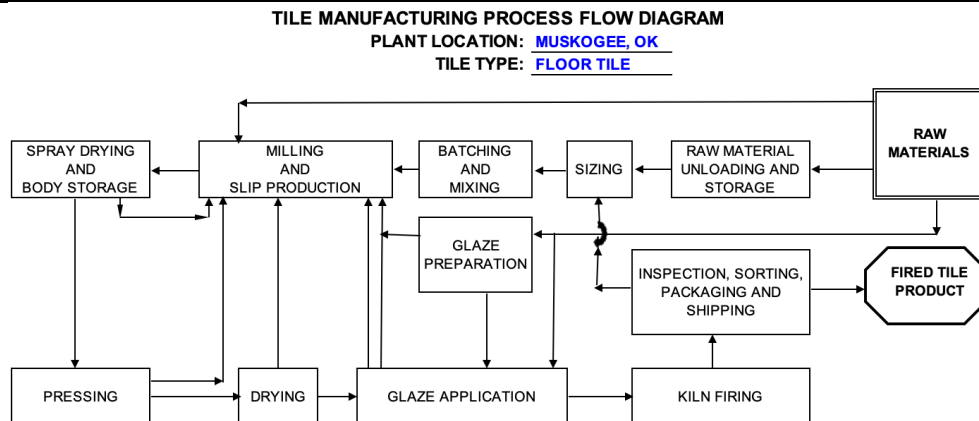 TILE MANUFACTURING PROCESS FLOW DIAGRAM
PLANT LOCATION: MUSKOGEE, OK
TILE TYPE: FLOOR TILE
RAW
MATERIALS
SPRAY DRYING
AND
BODY STORAGE
MILLING
AND
SLIP PRODUCTION
BATCHING
AND
MIXING
SIZING
RAW MATERIAL
UNLOADING AND
STORAGE
GLAZE
PREPARATION
INSPECTION, SORTING,
PACKAGING AND
SHIPPING
FIRED TILE
PRODUCT
PRESSING
DRYING
GLAZE APPLICATION
KILN FIRING